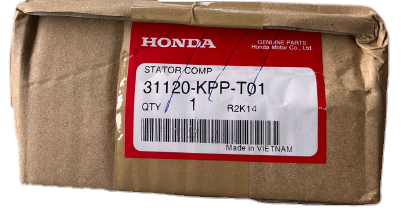 HONDA
GENUINE PARTS
Honda Motor Co., Ltd.
STATOR COMP
31120-KPP-T01
QTY 1 R2K14
Made in VIETNAM